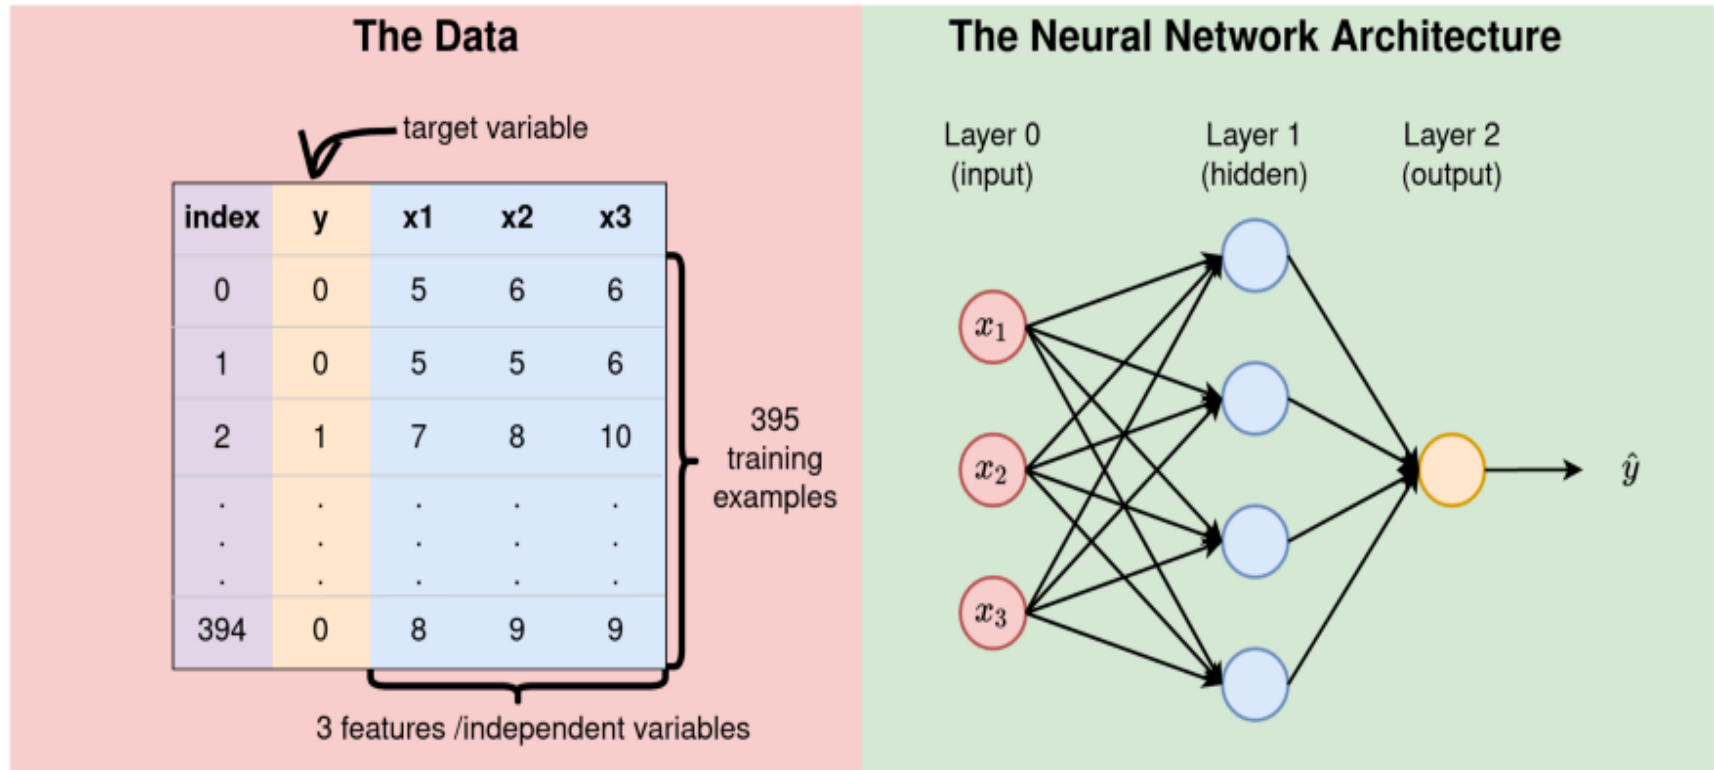 The Data
target variable
index y x1 x2 x3
0 0 5 6 6
1 0 5 5 6
2 1 7 8 10
. . . . .
. . . . .
. . . . .
394 0 8 9 9
395
training
examples
3 features /independent variables
The Neural Network Architecture
Layer 0
(input)
Layer 1
(hidden)
Layer 2
(output)
x₁
x₂
x₃
ŷ